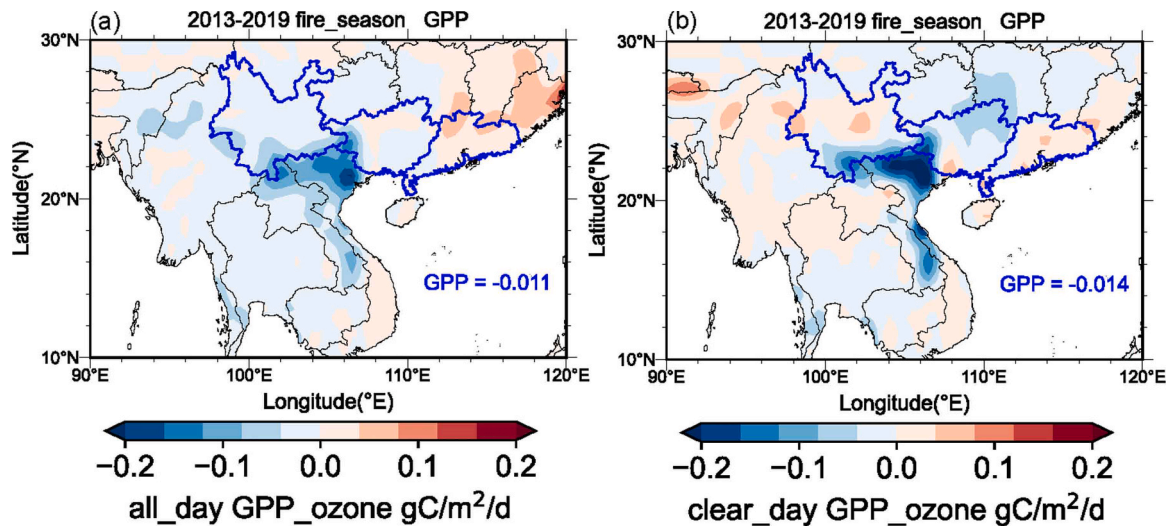 (a) 2013-2019 fire_season GPP
30°N
20°N
10°N
Latitude(°N)
GPP = -0.011
90°E 100°E 110°E 120°E
Longitude(°E)
−0.2 −0.1 0.0 0.1 0.2
all_day GPP_ozone gC/m²/d
(b) 2013-2019 fire_season GPP
30°N
20°N
10°N
Latitude(°N)
GPP = -0.014
90°E 100°E 110°E 120°E
Longitude(°E)
−0.2 −0.1 0.0 0.1 0.2
clear_day GPP_ozone gC/m²/d